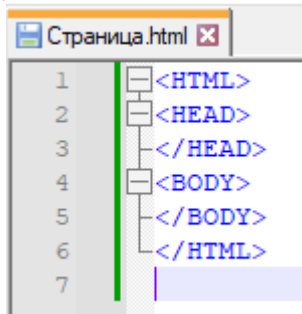 Страница.html
1 <HTML>
2 <HEAD>
3 </HEAD>
4 <BODY>
5 </BODY>
6 </HTML>
7